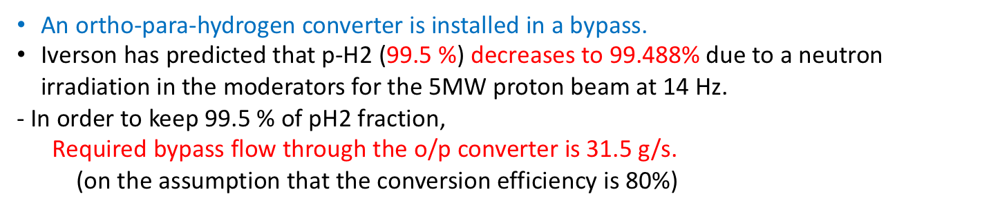 • An ortho-para-hydrogen converter is installed in a bypass.
• Iverson has predicted that p-H2 (99.5 %) decreases to 99.488% due to a neutron
irradiation in the moderators for the 5MW proton beam at 14 Hz.
- In order to keep 99.5 % of pH2 fraction,
Required bypass flow through the o/p converter is 31.5 g/s.
(on the assumption that the conversion efficiency is 80%)